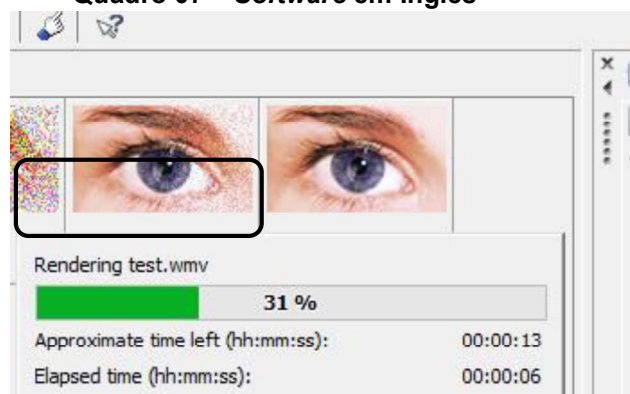 Quadro – Software em inglês
Rendering test.wmv
31 %
Approximate time left (hh:mm:ss): 00:00:13
Elapsed time (hh:mm:ss): 00:00:06